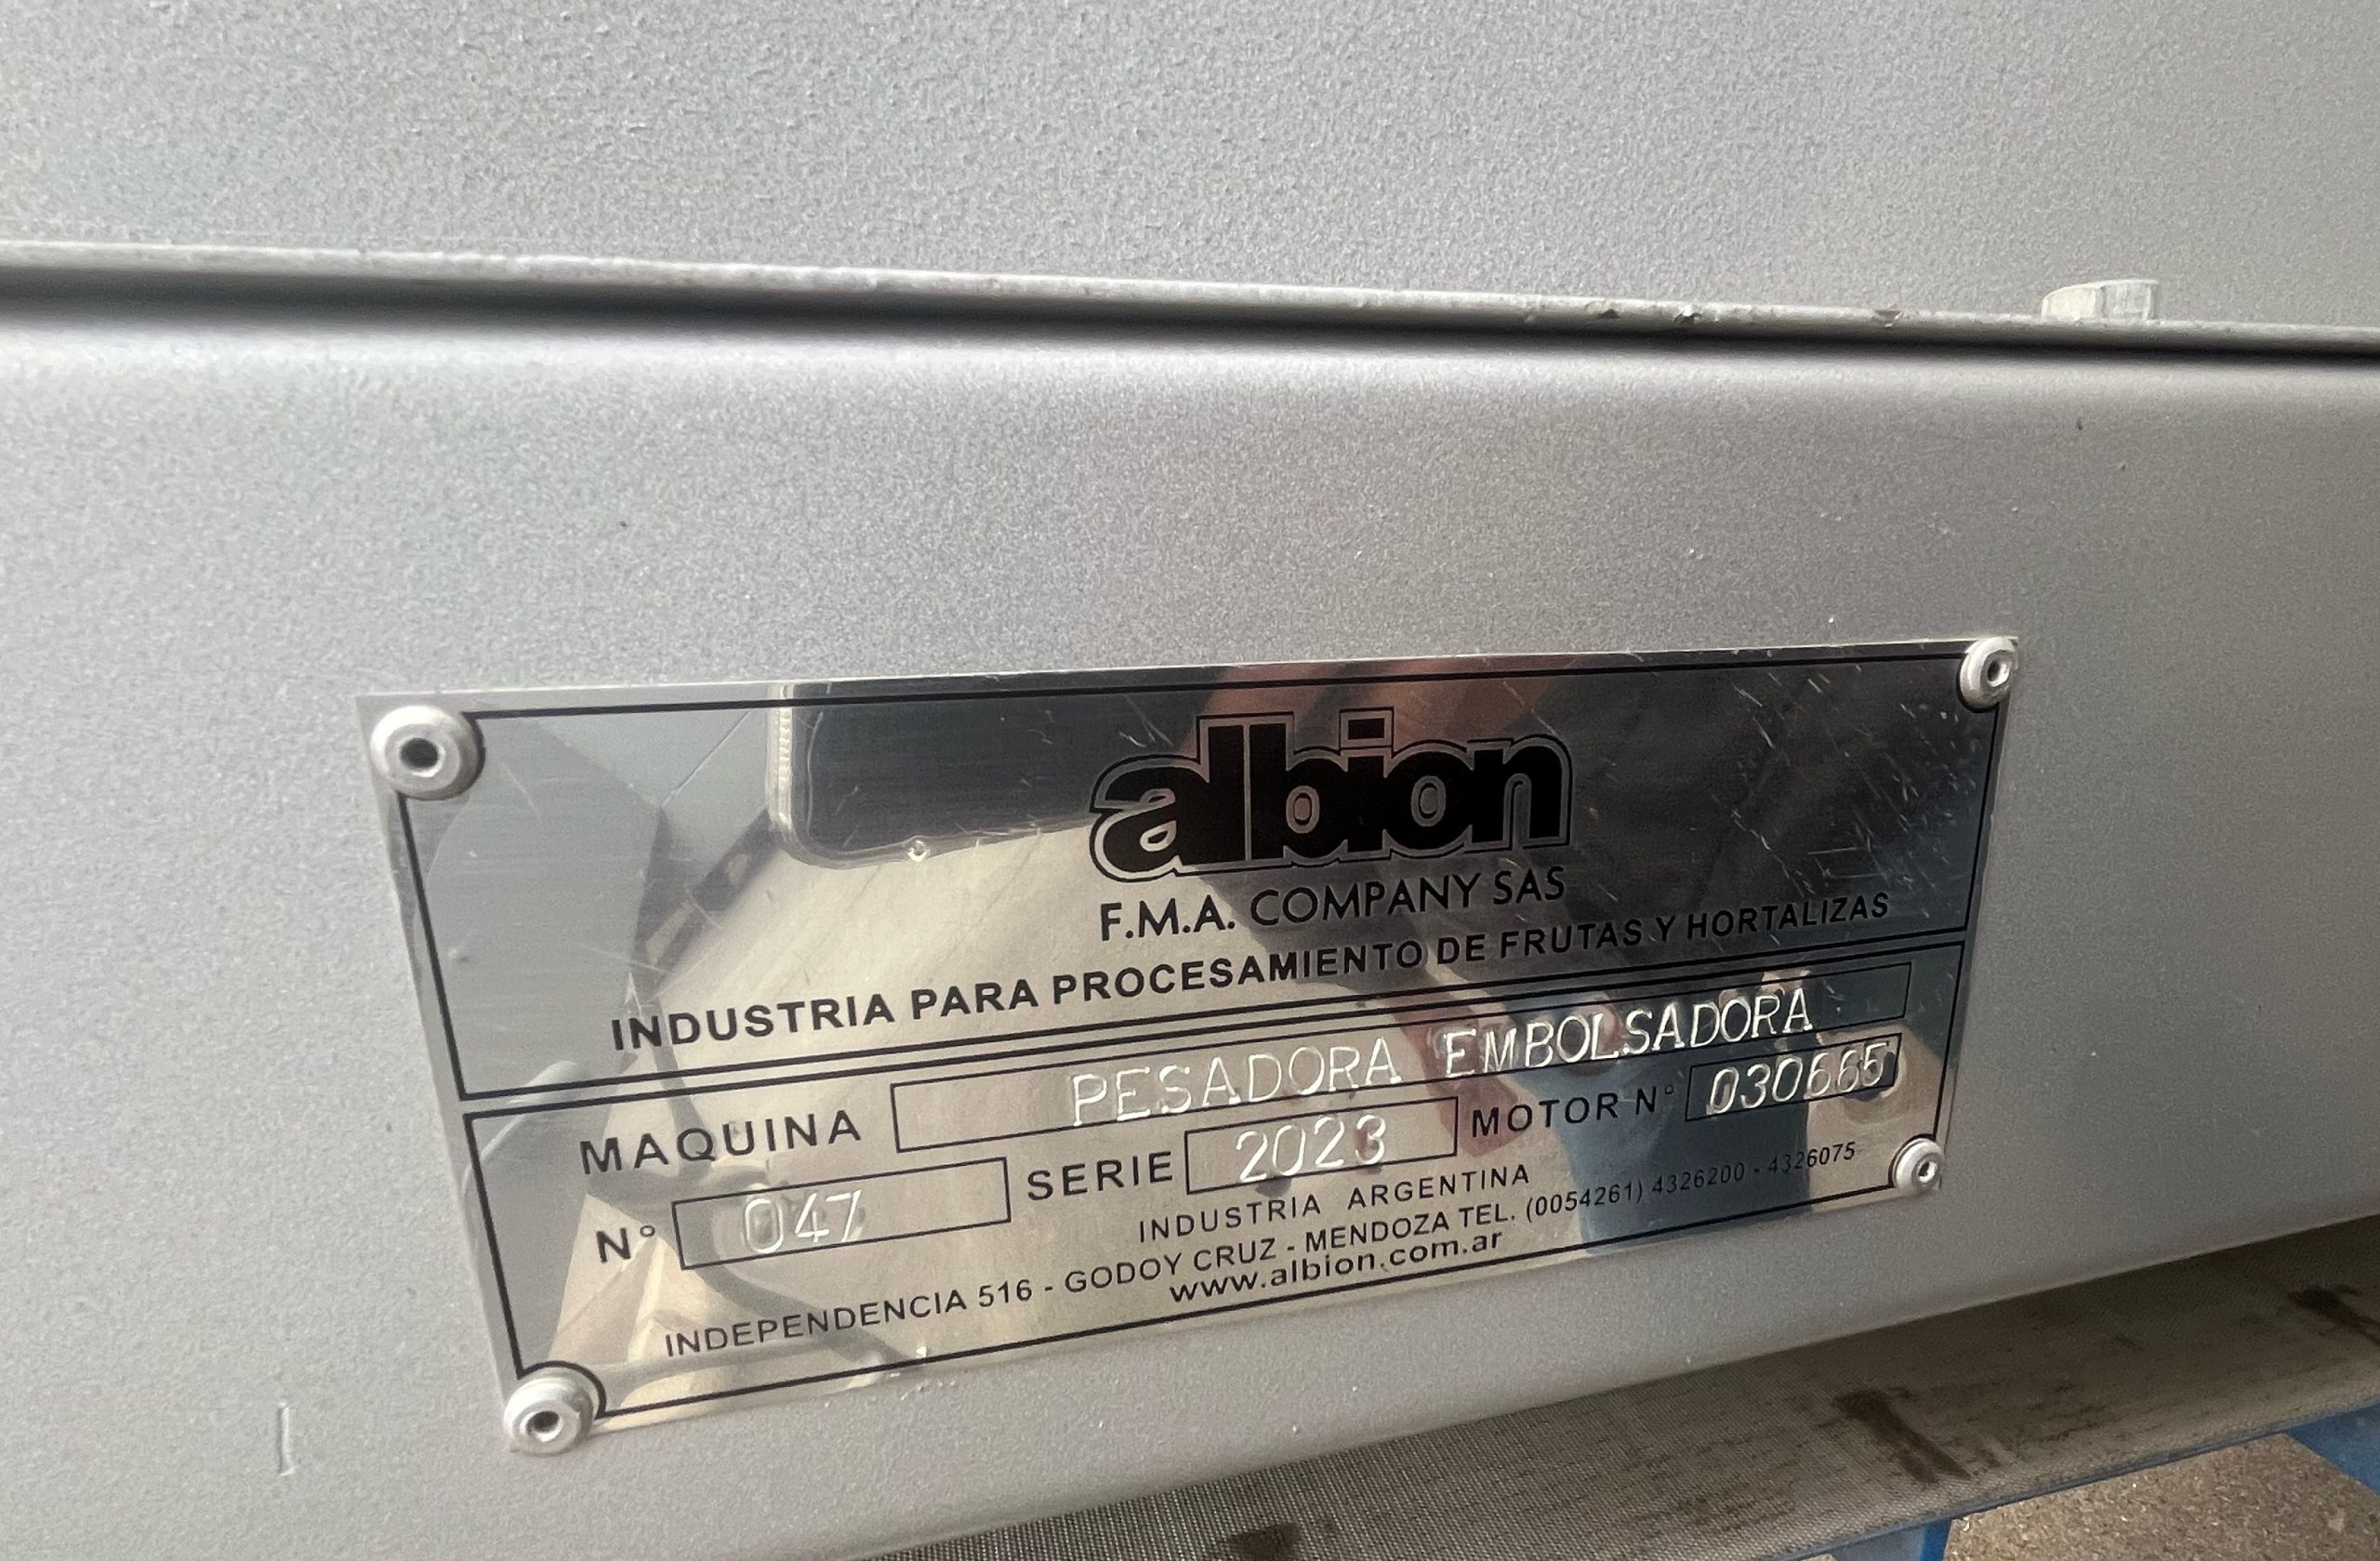 albion
F.M.A. COMPANY SAS
INDUSTRIA PARA PROCESAMIENTO DE FRUTAS Y HORTALIZAS
MAQUINA PESADORA EMBOLSADORA
N° 047 SERIE 2023 MOTOR N° 030665
INDUSTRIA ARGENTINA
INDEPENDENCIA 516 - GODOY CRUZ - MENDOZA TEL. (0054261) 4326200 - 4326075
www.albion.com.ar